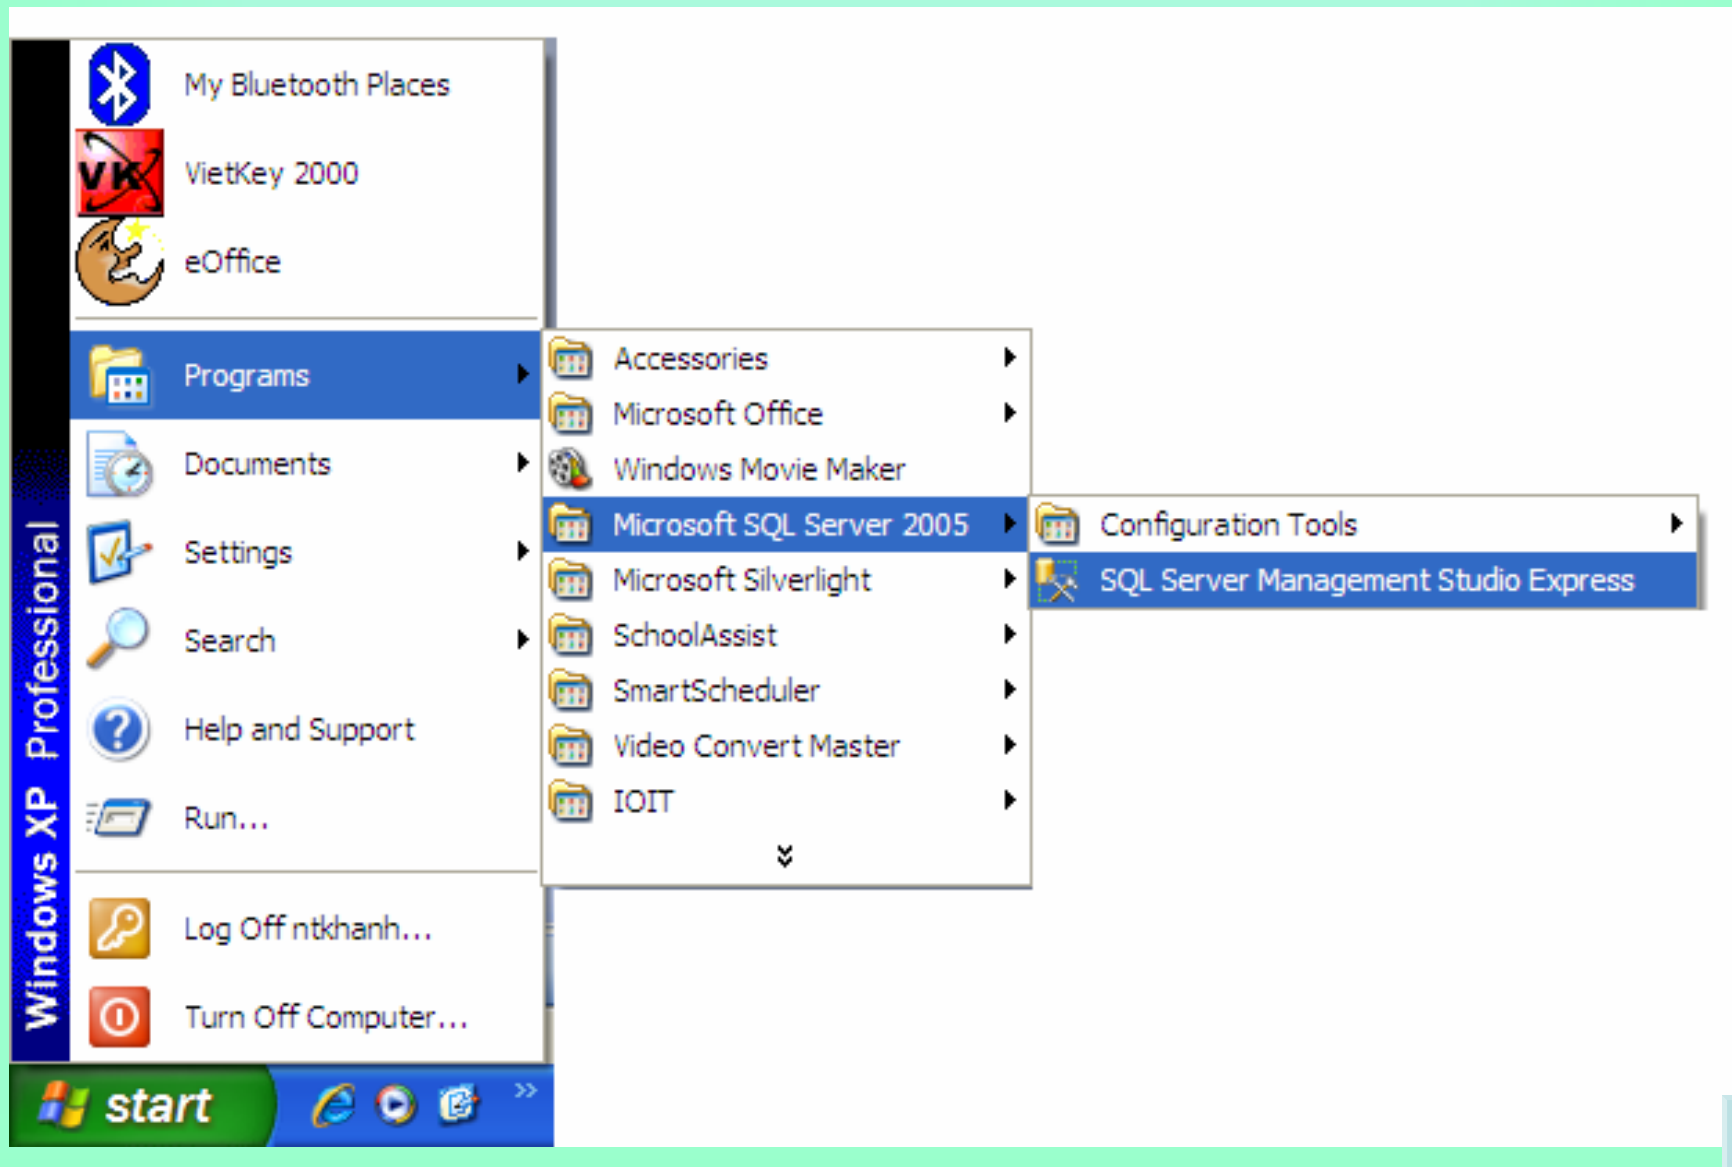 My Bluetooth Places
VK
VietKey 2000
eOffice
Programs
Documents
Settings
Search
Help and Support
Run...
Log Off ntkhanh...
Turn Off Computer...
Windows XP Professional
Accessories
Microsoft Office
Windows Movie Maker
Microsoft SQL Server 2005
Microsoft Silverlight
SchoolAssist
SmartScheduler
Video Convert Master
IOIT
Configuration Tools
SQL Server Management Studio Express
start